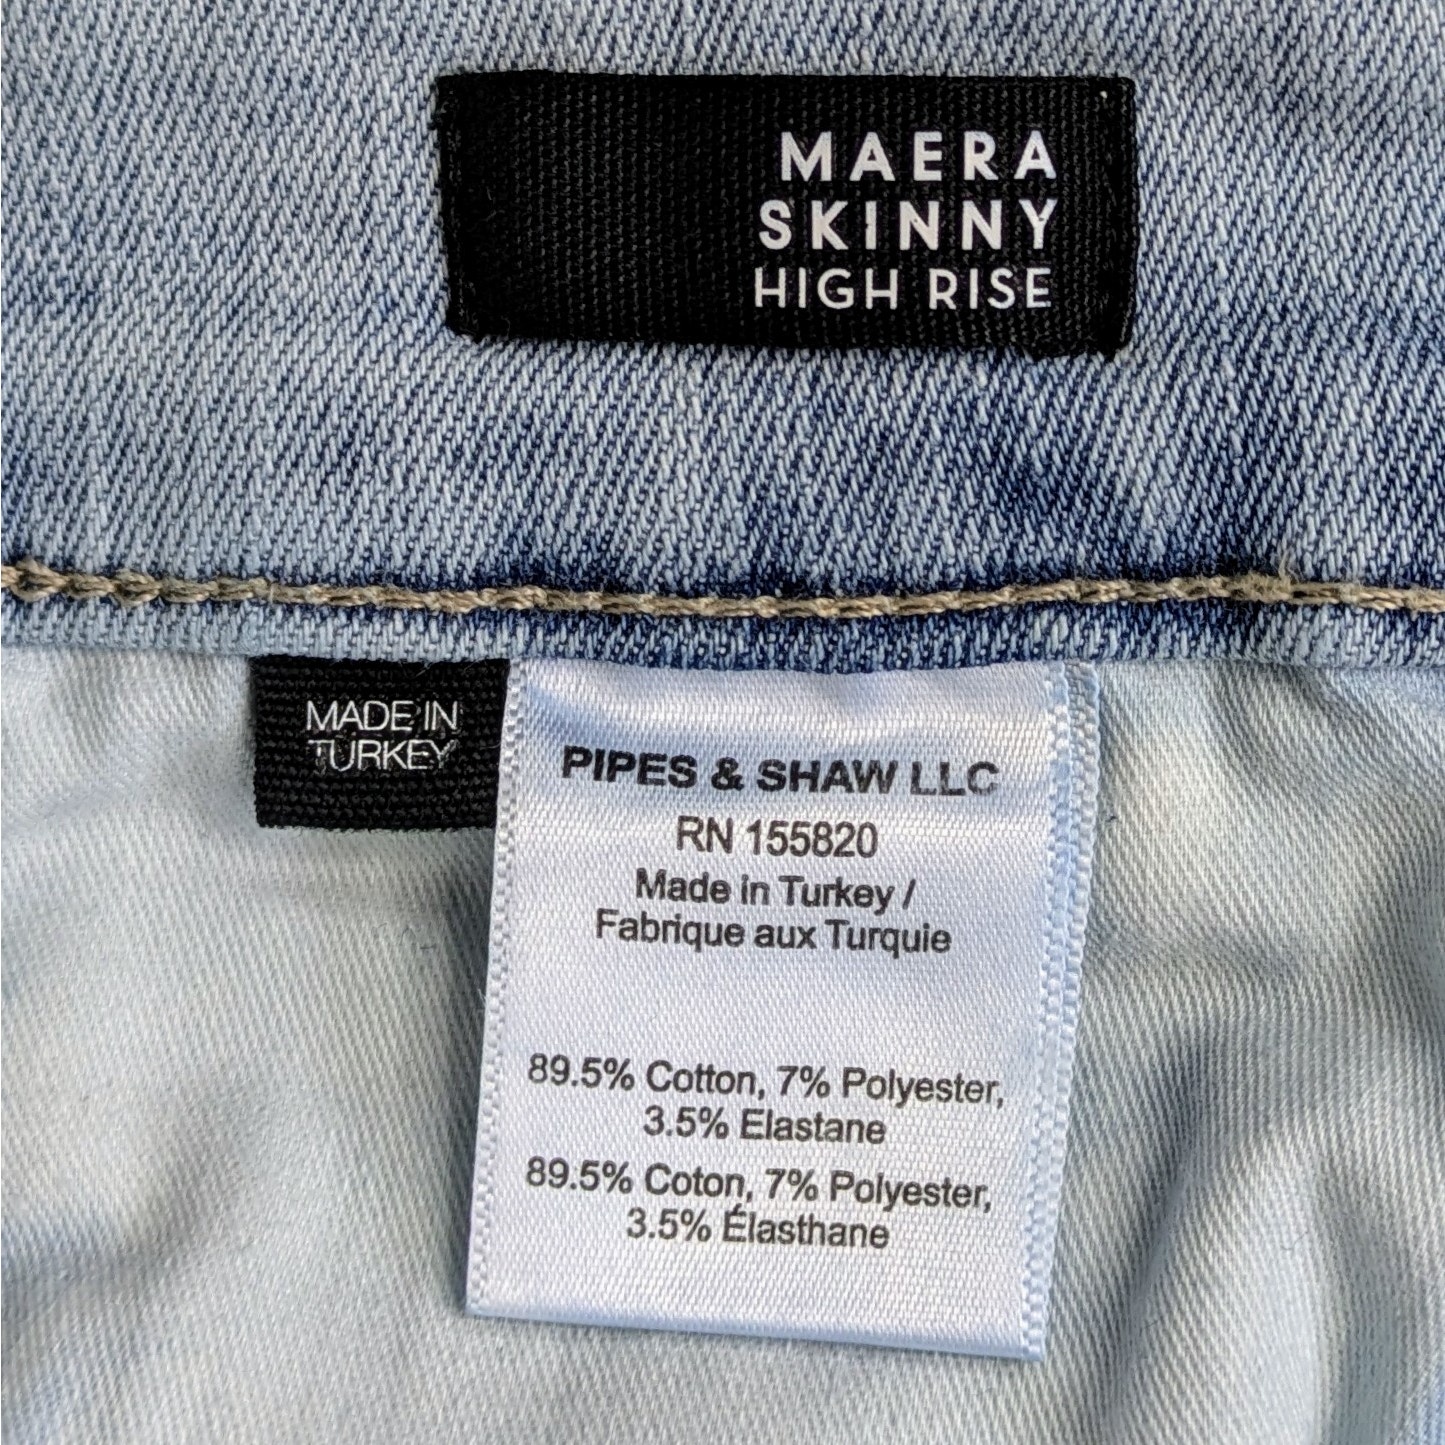 MAERA
SKINNY
HIGH RISE
MADE IN
TURKEY
PIPES & SHAW LLC
RN 155820
Made in Turkey /
Fabrique aux Turquie
89.5% Cotton, 7% Polyester,
3.5% Elastane
89.5% Coton, 7% Polyester,
3.5% Élasthane